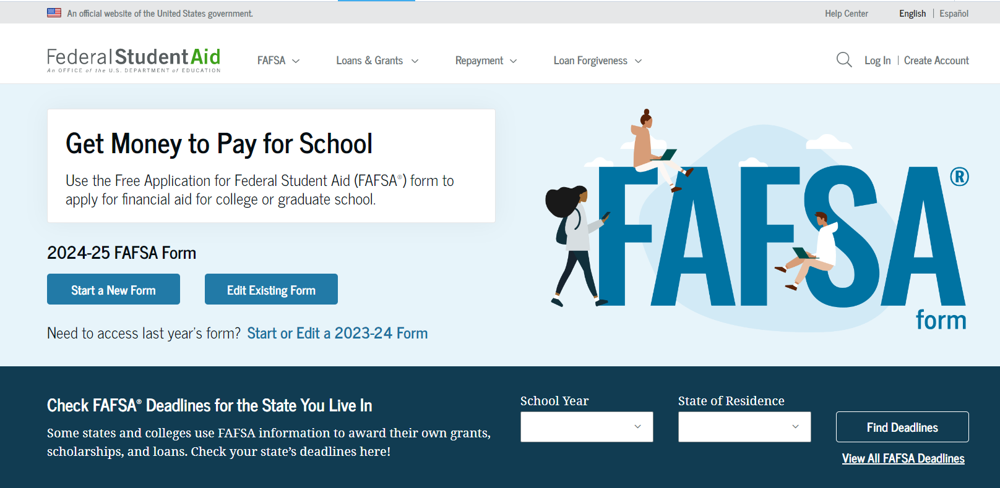 An official website of the United States government.
Help Center
English | Español
Federal Student Aid
An OFFICE of the U.S. DEPARTMENT of EDUCATION
FAFSA
Loans & Grants
Repayment
Loan Forgiveness
Log In | Create Account
Get Money to Pay for School
Use the Free Application for Federal Student Aid (FAFSA®) form to
apply for financial aid for college or graduate school.
2024-25 FAFSA Form
Start a New Form
Edit Existing Form
Need to access last year's form? Start or Edit a 2023-24 Form
FAFSA®
form
Check FAFSA® Deadlines for the State You Live In
Some states and colleges use FAFSA information to award their own grants,
scholarships, and loans. Check your state's deadlines here!
School Year
State of Residence
Find Deadlines
View All FAFSA Deadlines